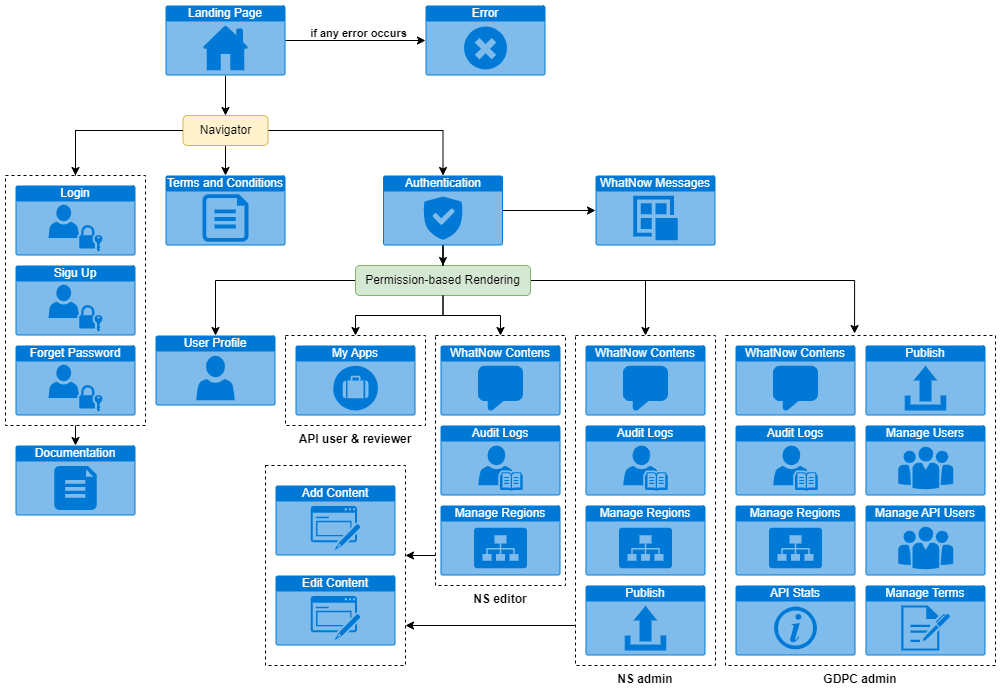 Landing Page
Error
if any error occurs
Navigator
Login
Terms and Conditions
Authentication
WhatNow Messages
Sigu Up
Permission-based Rendering
Forget Password
User Profile
My Apps
WhatNow Contens
WhatNow Contens
WhatNow Contens
Publish
API user & reviewer
Documentation
Audit Logs
Audit Logs
Audit Logs
Manage Users
Add Content
Manage Regions
Manage Regions
Manage Regions
Manage API Users
Edit Content
NS editor
Publish
API Stats
Manage Terms
NS admin
GDPC admin